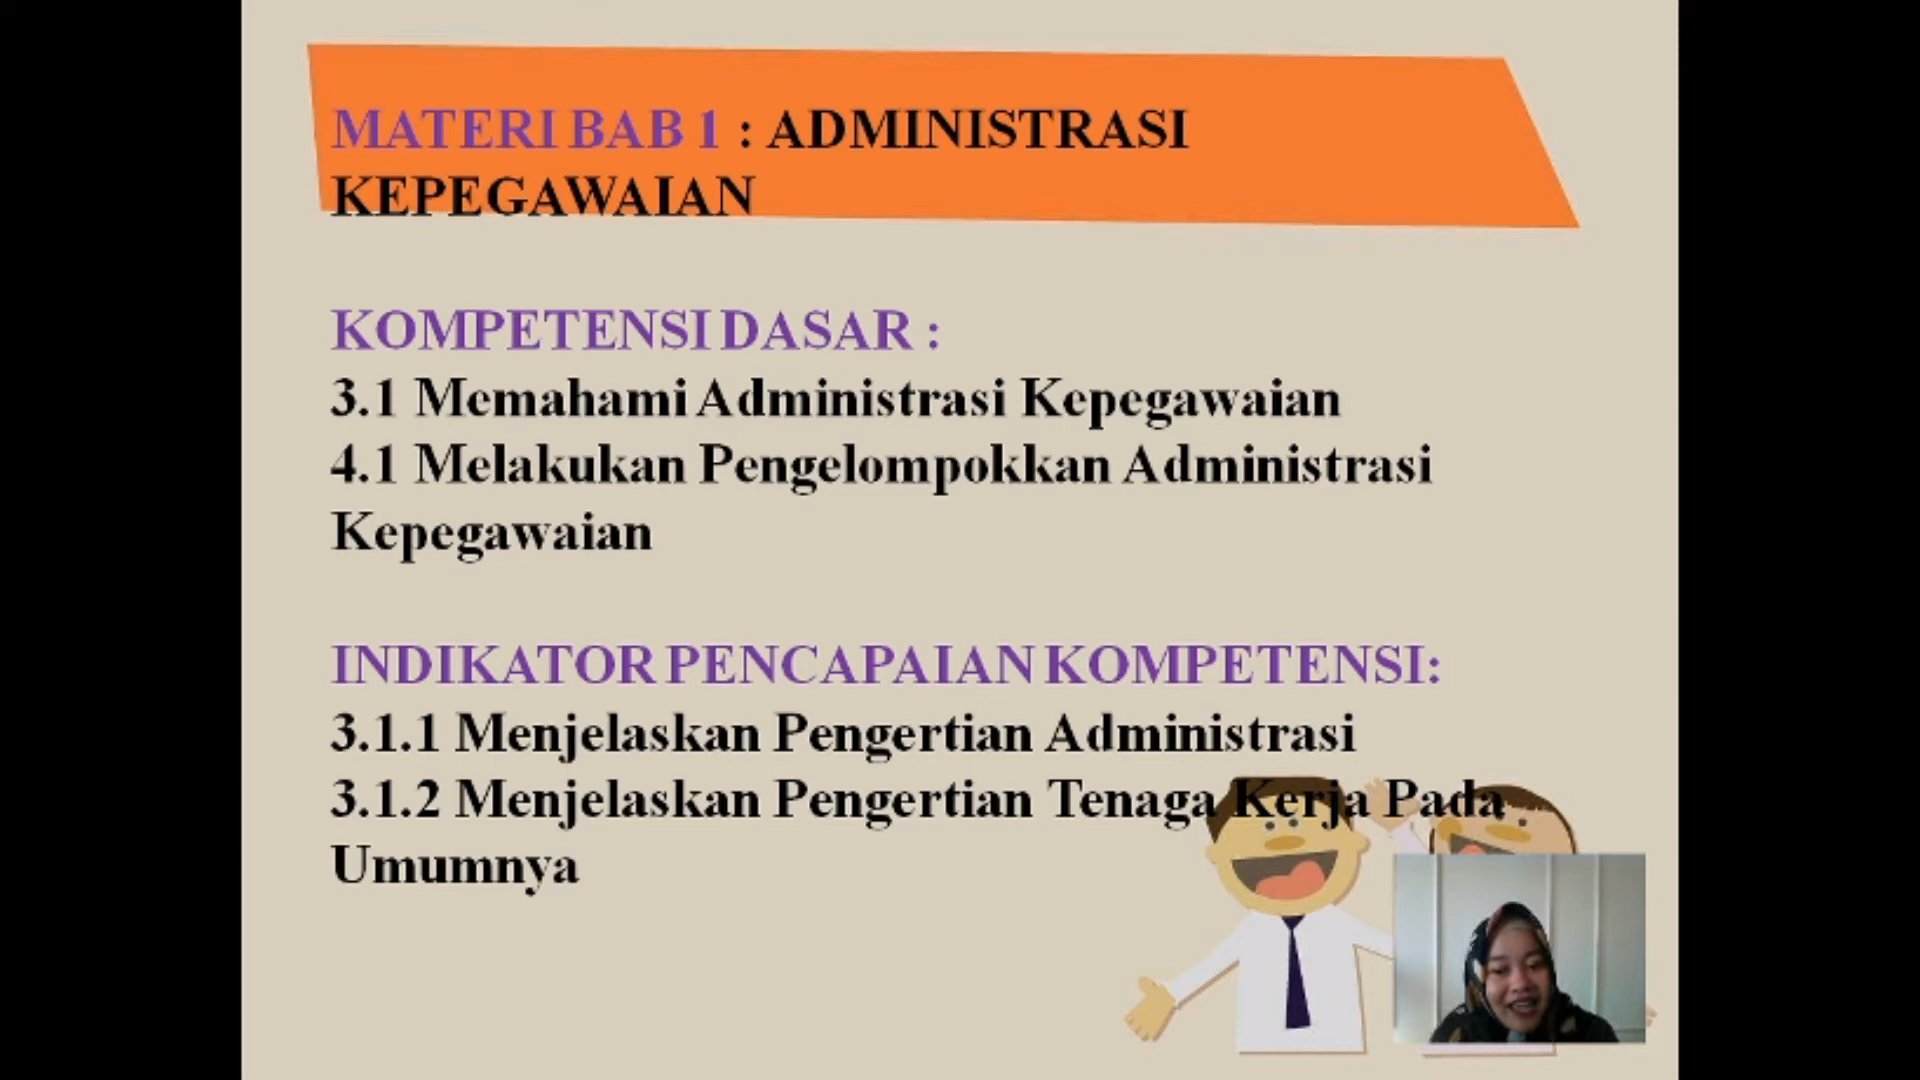 MATERI BAB 1 : ADMINISTRASI
KEPEGAWAIAN
KOMPETENSI DASAR :
3.1 Memahami Administrasi Kepegawaian
4.1 Melakukan Pengelompokkan Administrasi
Kepegawaian
INDIKATOR PENCAPAIAN KOMPETENSI:
3.1.1 Menjelaskan Pengertian Administrasi
3.1.2 Menjelaskan Pengertian Tenaga Kerja Pada
Umumnya